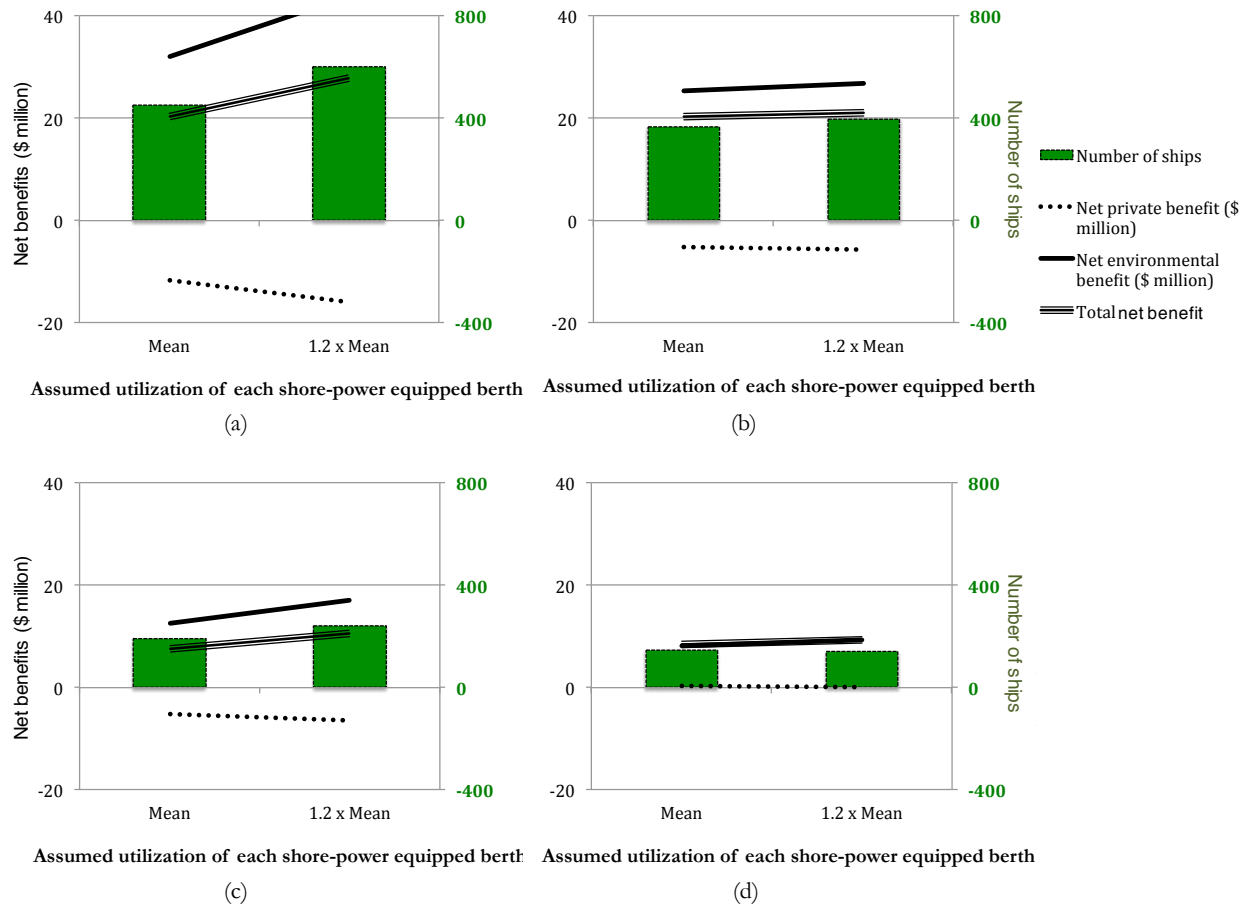 40
20
0
-20
Net benefits ($ million)
800
400
0
-400
Mean
1.2 x Mean
Assumed utilization of each shore-power equipped berth
(a)
40
20
0
-20
800
400
0
-400
Number of ships
Mean
1.2 x Mean
Assumed utilization of each shore-power equipped berth
(b)
Number of ships
Net private benefit ($
million)
Net environmental
benefit ($ million)
Total net benefit
40
20
0
-20
Net benefits ($ million)
800
400
0
-400
Mean
1.2 x Mean
Assumed utilization of each shore-power equipped berth
(c)
40
20
0
-20
800
400
0
-400
Number of ships
Mean
1.2 x Mean
Assumed utilization of each shore-power equipped berth
(d)